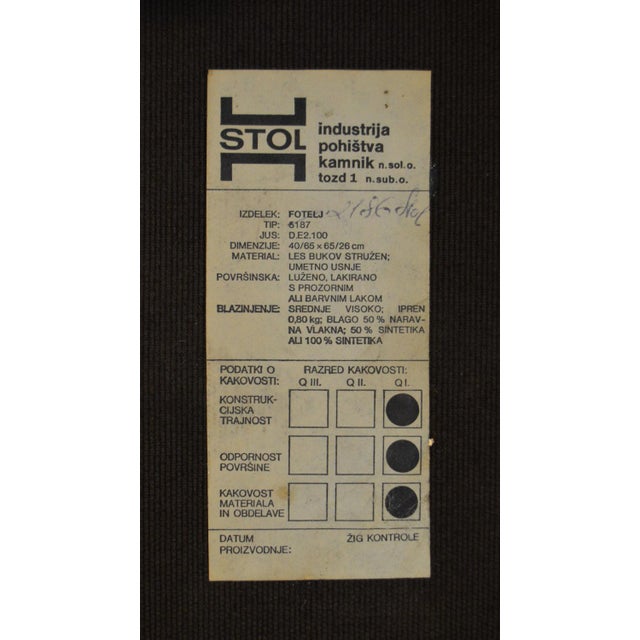 STOL
industrija
pohištva
kamnik n.sol.o.
tozd 1 n.sub.o.
IZDELEK: FOTELJ
TIP: 5187
JUS: D.E2.100
DIMENZIJE: 40/65 x 65/26 cm
MATERIAL: LES BUKOV STRUŽEN;
UMETNO USNJE
POVRŠINSKA: LUŽENO, LAKIRANO
S PROZORNIM
ALI BARVNIM LAKOM
BLAZINJENJE: SREDNJE VISOKO; IPREN
0,80 kg; BLAGO 50 % NARAV-
NA VLAKNA; 50 % SINTETIKA
ALI 100 % SINTETIKA
PODATKI O RAZRED KAKOVOSTI:
KAKOVOSTI: Q III. Q II. Q I.
KONSTRUK-
CIJSKA
TRAJNOST
ODPORNOST
POVRŠINE
KAKOVOST
MATERIALA
IN OBDELAVE
DATUM ŽIG KONTROLE
PROIZVODNJE: